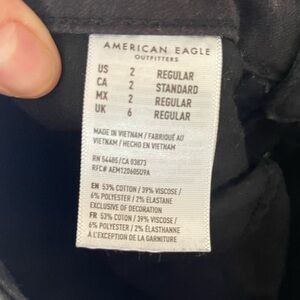 AMERICAN EAGLE
OUTFITTERS
US 2 REGULAR
CA 2 STANDARD
MX 2 REGULAR
UK 6 REGULAR
MADE IN VIETNAM / FABRIQUÉ AU
VIETNAM / HECHO EN VIETNAM
RN 54485/CA 03873
RFC# AEM120605U9A
EN 53% COTTON / 39% VISCOSE /
6% POLYESTER / 2% ELASTANE
EXCLUSIVE OF DECORATION
FR 53% COTON / 39% VISCOSE /
6% POLYESTER / 2% ÉLASTHANNE
À L'EXCEPTION DE LA GARNITURE